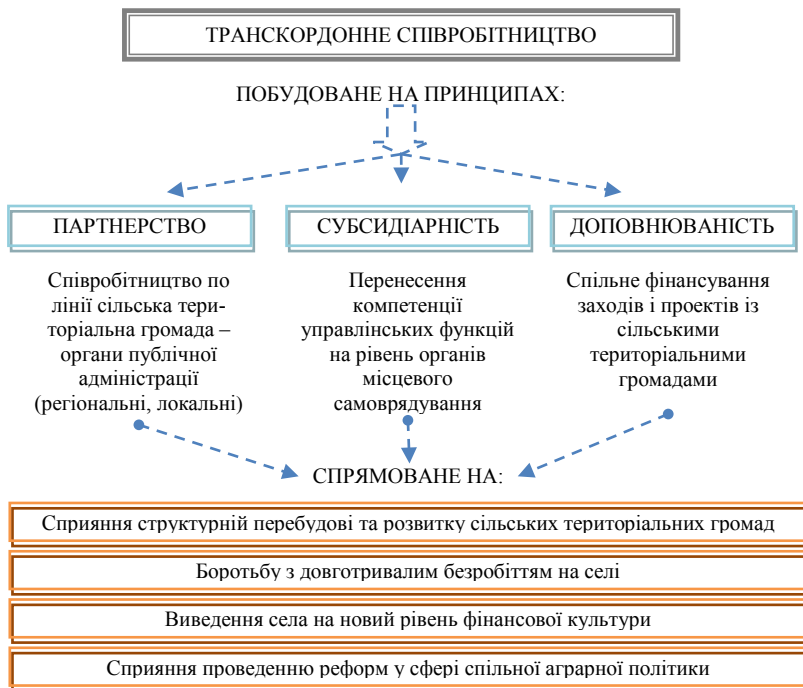 ТРАНСКОРДОННЕ СПІВРОБІТНИЦТВО
ПОБУДОВАНЕ НА ПРИНЦИПАХ:
ПАРТНЕРСТВО
Співробітництво по
лінії сільська тери-
торіальна громада –
органи публічної
адміністрації
(регіональні, локальні)
СУБСИДІАРНІСТЬ
Перенесення
компетенції
управлінських функцій
на рівень органів
місцевого
самоврядування
ДОПОВНЮВАНІСТЬ
Спільне фінансування
заходів і проектів із
сільськими
територіальними
громадами
СПРЯМОВАНЕ НА:
Сприяння структурній перебудові та розвитку сільських територіальних громад
Боротьбу з довготривалим безробіттям на селі
Виведення села на новий рівень фінансової культури
Сприяння проведенню реформ у сфері спільної аграрної політики